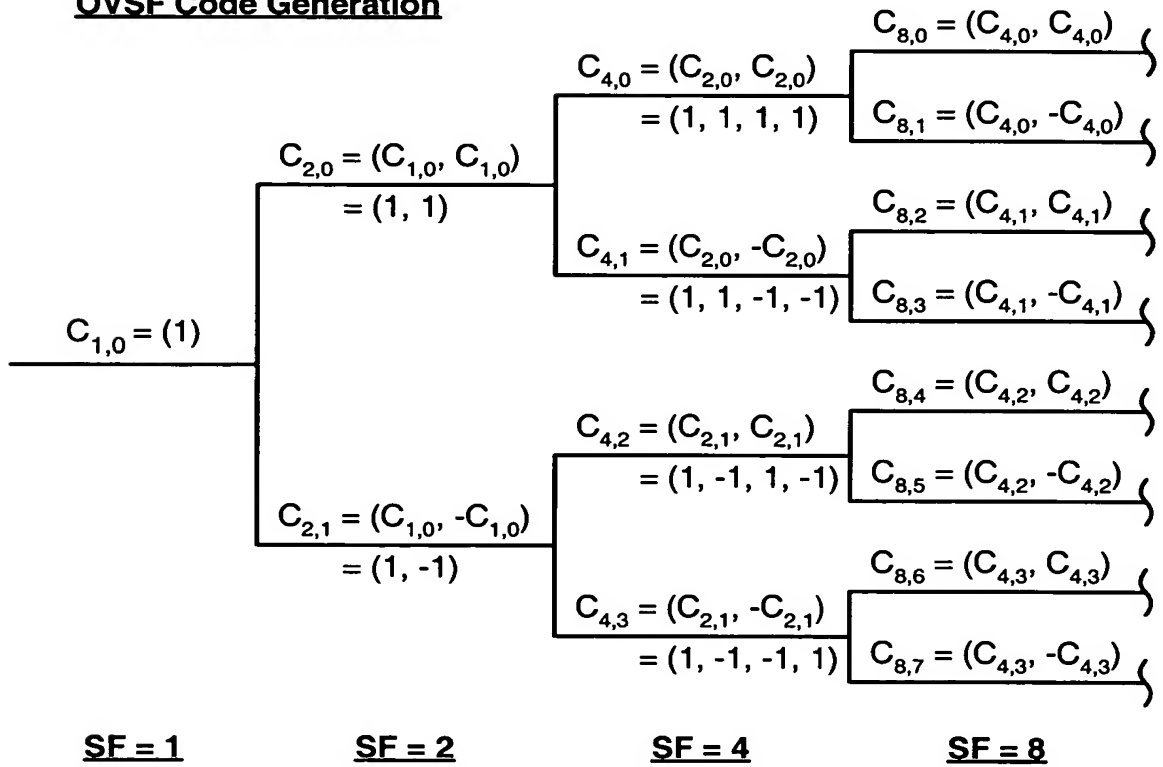 OVSF Code Generation
C8,0 = (C4,0, C4,0)
C4,0 = (C2,0, C2,0)
= (1, 1, 1, 1)
C8,1 = (C4,0, -C4,0)
C2,0 = (C1,0, C1,0)
= (1, 1)
C8,2 = (C4,1, C4,1)
C4,1 = (C2,0, -C2,0)
= (1, 1, -1, -1)
C8,3 = (C4,1, -C4,1)
C1,0 = (1)
C8,4 = (C4,2, C4,2)
C4,2 = (C2,1, C2,1)
= (1, -1, 1, -1)
C8,5 = (C4,2, -C4,2)
C2,1 = (C1,0, -C1,0)
= (1, -1)
C8,6 = (C4,3, C4,3)
C4,3 = (C2,1, -C2,1)
= (1, -1, -1, 1)
C8,7 = (C4,3, -C4,3)
SF = 1
SF = 2
SF = 4
SF = 8